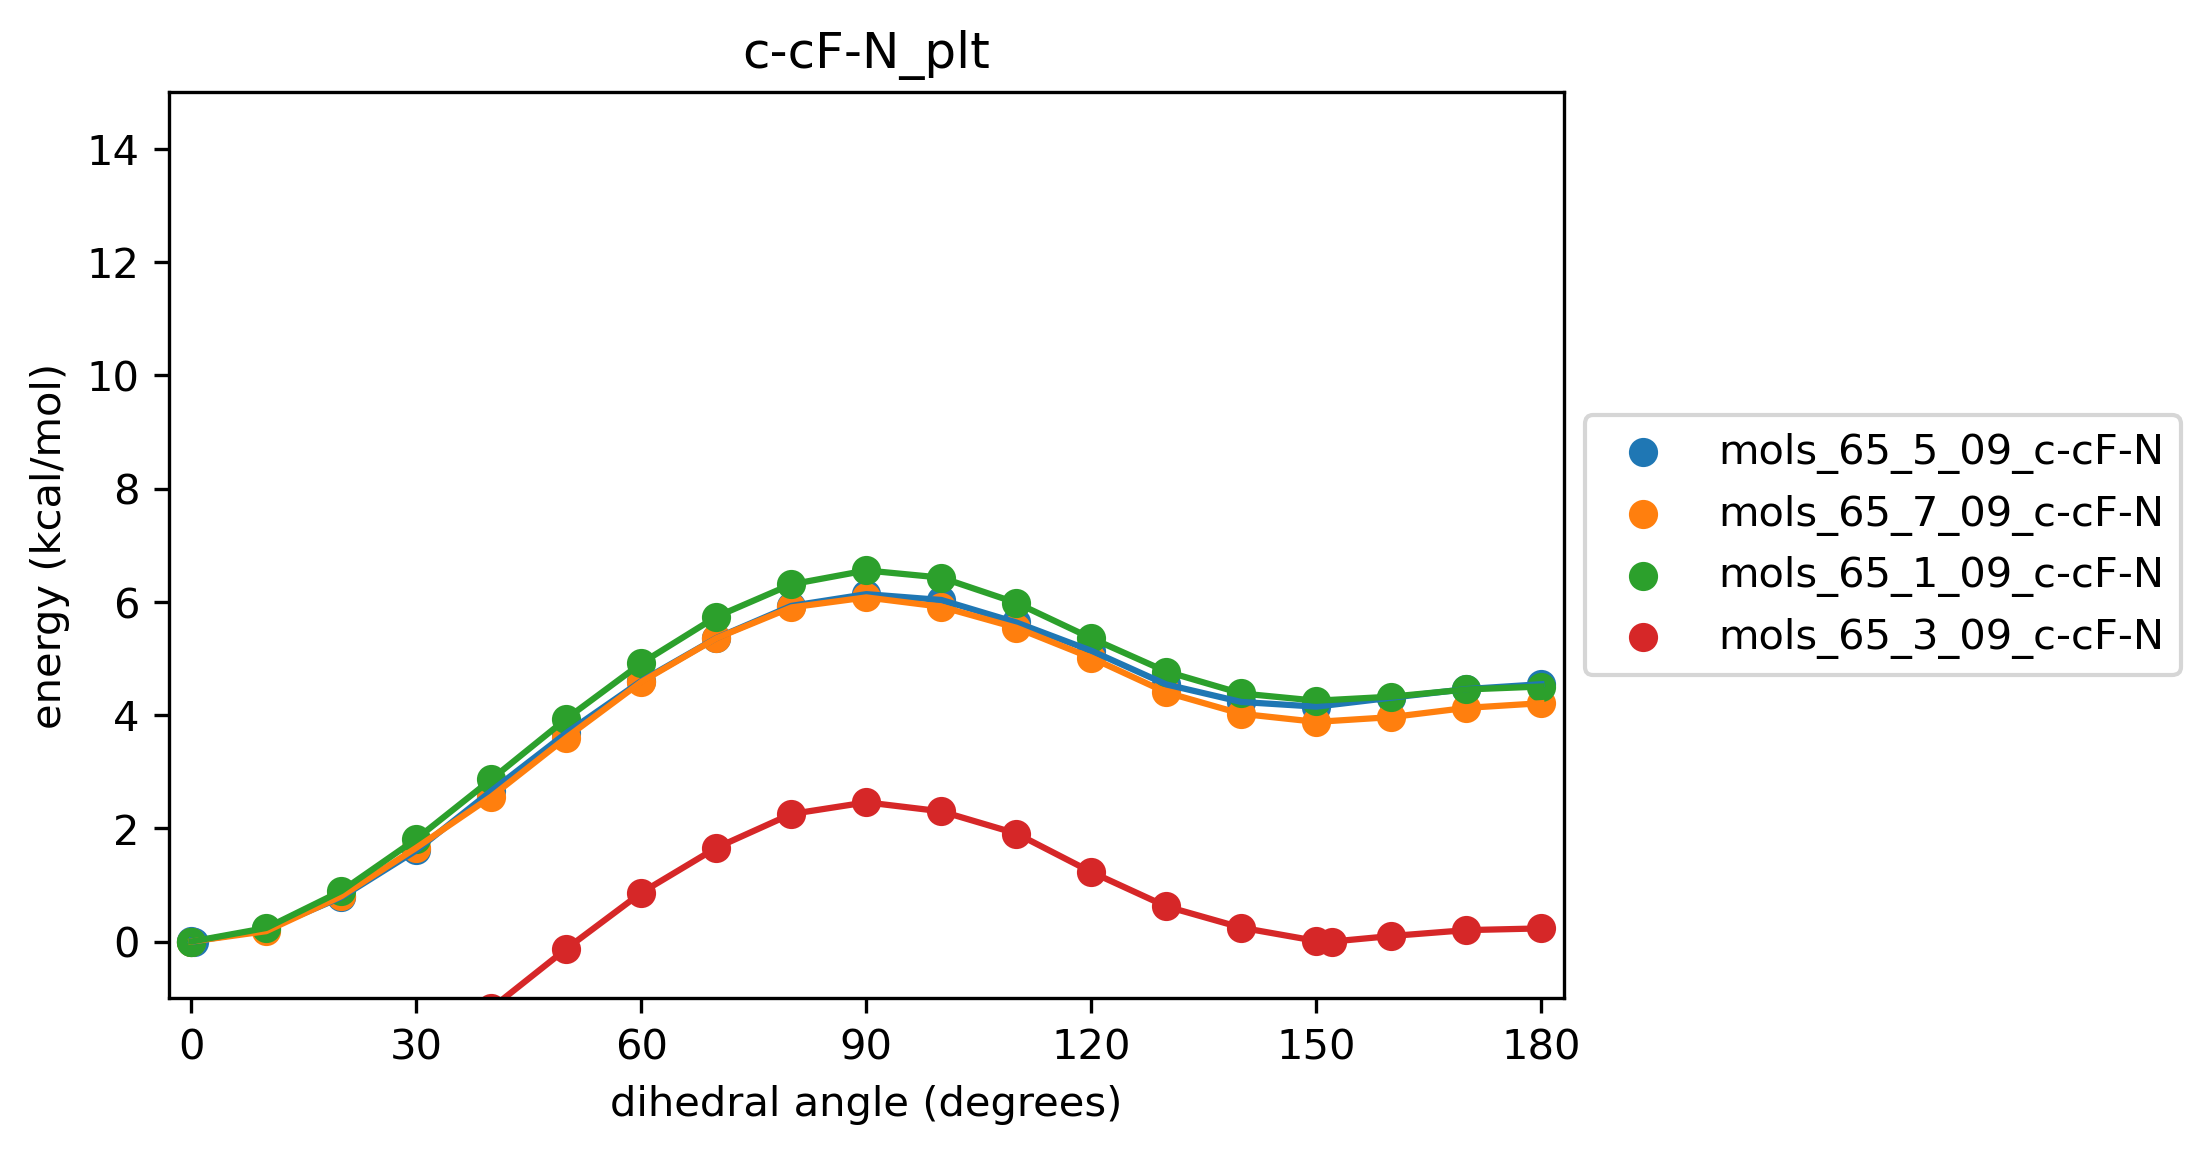 c-cF-N_plt
14
12
10
8
6
4
2
0
energy (kcal/mol)
0 30 60 90 120 150 180
dihedral angle (degrees)
mols_65_5_09_c-cF-N
mols_65_7_09_c-cF-N
mols_65_1_09_c-cF-N
mols_65_3_09_c-cF-N